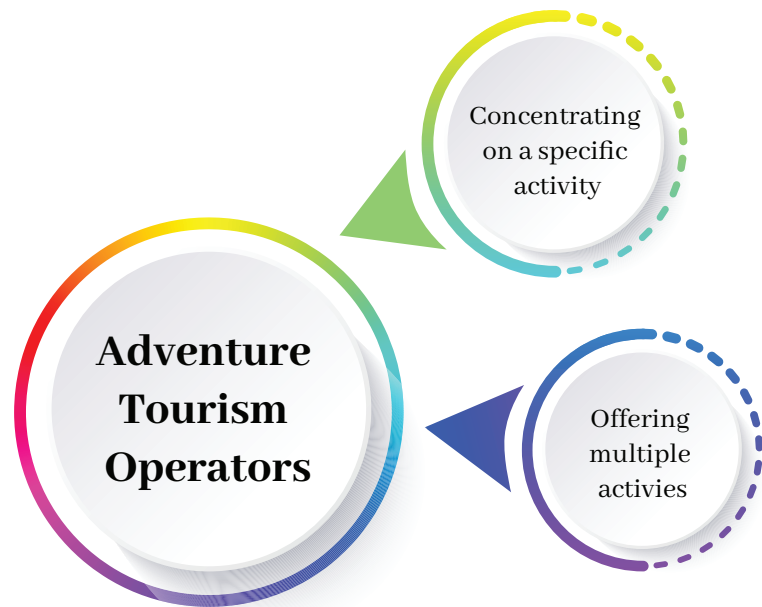 Concentrating
on a specific
activity
Adventure
Tourism
Operators
Offering
multiple
activies